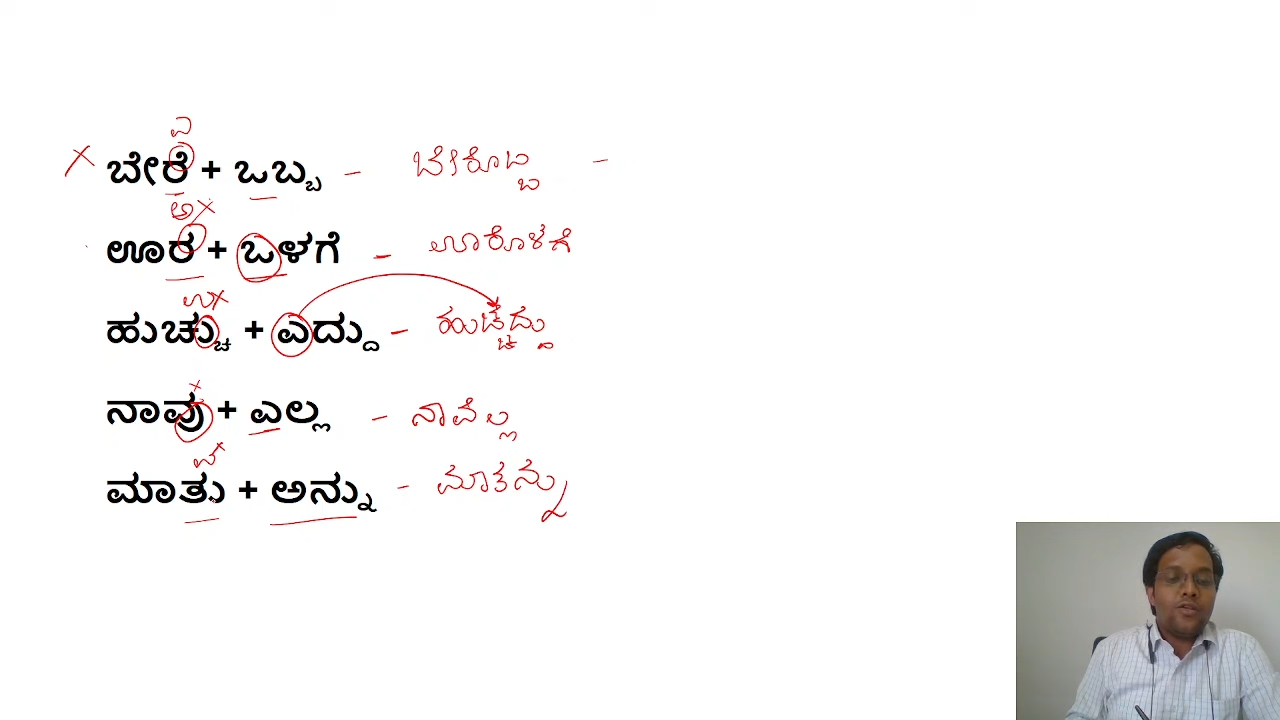 ಎ
× ಬೇರೆ + ಒಬ್ಬ – ಬೇರೊಬ್ಬ –
ಅ×
ಊರ + ಒಳಗೆ – ಊರೊಳಗೆ
ಉ×
ಹುಚ್ಚು + ಎದ್ದು – ಹುಚ್ಚೆದ್ದು
×
ನಾವು + ಎಲ್ಲ – ನಾವೆಲ್ಲ
×
ಮಾತು + ಅನ್ನು – ಮಾತನ್ನು